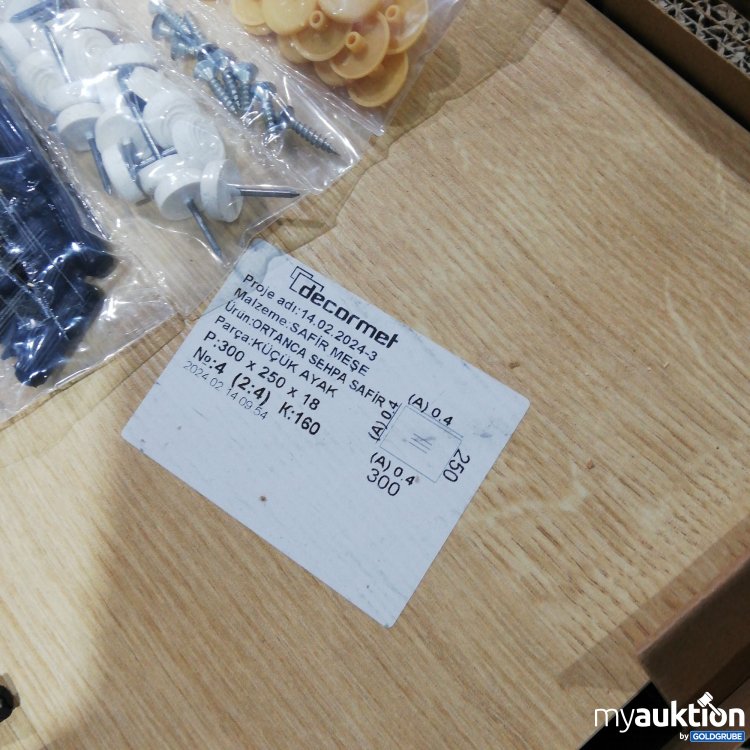 decormet
Proje adı:14.02.2024-3
Malzeme:SAFİR MEŞE
Ürün:ORTANCA SEHPA SAFİR
Parça:KÜÇÜK AYAK
P:300 x 250 x 18
No:4 (2:4) K:160
2024 02 14 09:54
(A) 0.4
(A) 0.4
250
(A) 0.4
300
myauktion
by GOLDGRUBE